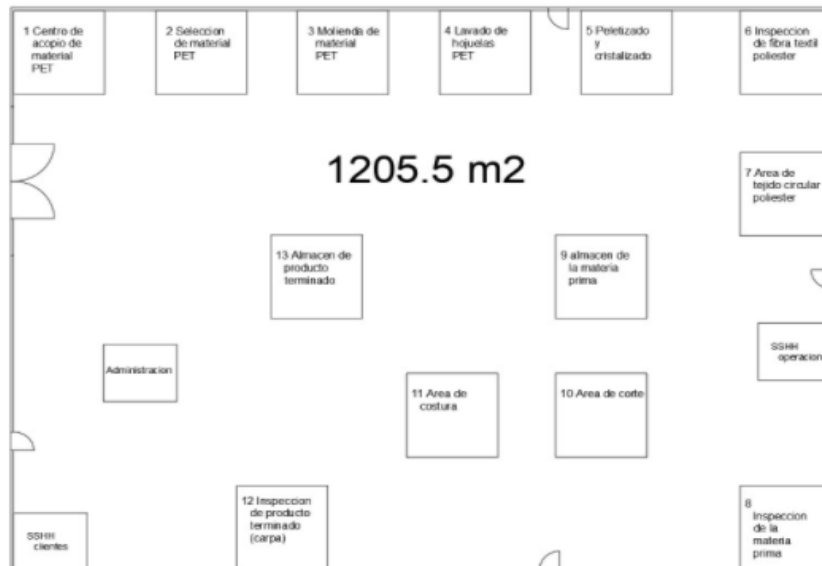 1 Centro de
acopio de
material
PET
2 Seleccion
de material
PET
3 Molienda de
material
PET
4 Lavado de
hojuelas
PET
5 Peletizado
y
cristalizado
6 Inspeccion
de fibra textil
poliester
1205.5 m2
7 Area de
tejido circular
poliester
13 Almacen de
producto
terminado
9 almacen de
la materia
prima
SSHH
operacion
Administracion
11 Area de
costura
10 Area de corte
12 Inspeccion
de producto
terminado
(carpa)
8
Inspeccion
de la
materia
prima
SSHH
clientes